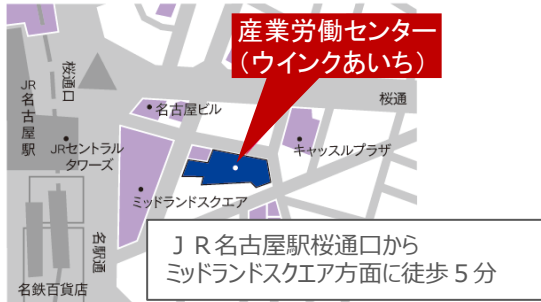 産業労働センター
（ウインクあいち）
桜通口
JR名古屋駅
桜通
名古屋ビル
JRセントラル
タワーズ
キャッスルプラザ
ミッドランドスクエア
名駅通
名鉄百貨店
ＪＲ名古屋駅桜通口から
ミッドランドスクエア方面に徒歩５分